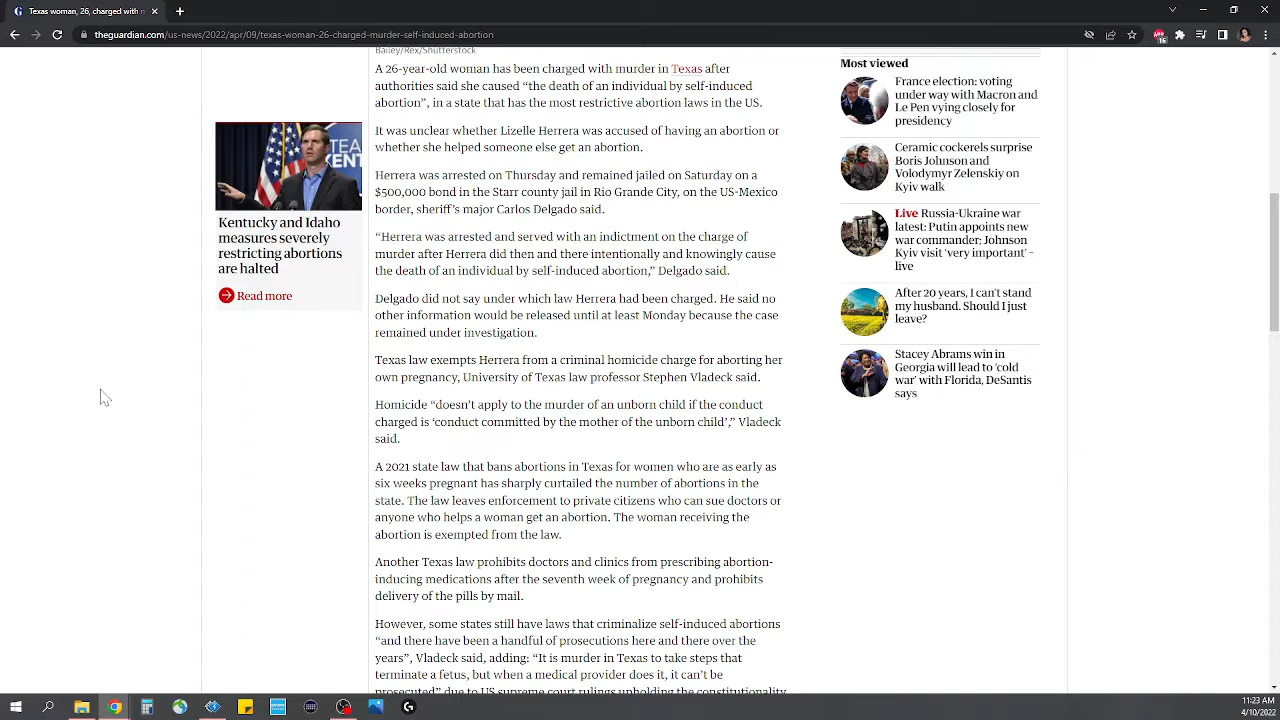 Texas woman, 26, charged with m
theguardian.com/us-news/2022/apr/09/texas-woman-26-charged-murder-self-induced-abortion
16
Bailey/Rex/Shutterstock
A 26-year-old woman has been charged with murder in Texas after
authorities said she caused “the death of an individual by self-induced
abortion”, in a state that has the most restrictive abortion laws in the US.
It was unclear whether Lizelle Herrera was accused of having an abortion or
whether she helped someone else get an abortion.
Herrera was arrested on Thursday and remained jailed on Saturday on a
$500,000 bond in the Starr county jail in Rio Grande City, on the US-Mexico
border, sheriff’s major Carlos Delgado said.
“Herrera was arrested and served with an indictment on the charge of
murder after Herrera did then and there intentionally and knowingly cause
the death of an individual by self-induced abortion,” Delgado said.
Delgado did not say under which law Herrera had been charged. He said no
other information would be released until at least Monday because the case
remained under investigation.
Texas law exempts Herrera from a criminal homicide charge for aborting her
own pregnancy, University of Texas law professor Stephen Vladeck said.
Homicide “doesn’t apply to the murder of an unborn child if the conduct
charged is ‘conduct committed by the mother of the unborn child’,” Vladeck
said.
A 2021 state law that bans abortions in Texas for women who are as early as
six weeks pregnant has sharply curtailed the number of abortions in the
state. The law leaves enforcement to private citizens who can sue doctors or
anyone who helps a woman get an abortion. The woman receiving the
abortion is exempted from the law.
Another Texas law prohibits doctors and clinics from prescribing abortion-
inducing medications after the seventh week of pregnancy and prohibits
delivery of the pills by mail.
However, some states still have laws that criminalize self-induced abortions
“and there have been a handful of prosecutions here and there over the
years”, Vladeck said, adding: “It is murder in Texas to take steps that
terminate a fetus, but when a medical provider does it, it can’t be
prosecuted” due to US supreme court rulings upholding the constitutionality
TEA
KENT
Kentucky and Idaho
measures severely
restricting abortions
are halted
Read more
Most viewed
France election: voting
under way with Macron and
Le Pen vying closely for
presidency
Ceramic cockerels surprise
Boris Johnson and
Volodymyr Zelenskiy on
Kyiv walk
Live Russia-Ukraine war
latest: Putin appoints new
war commander; Johnson
Kyiv visit ‘very important’ –
live
After 20 years, I can’t stand
my husband. Should I just
leave?
Stacey Abrams win in
Georgia will lead to ‘cold
war’ with Florida, DeSantis
says
11:23 AM
4/10/2022